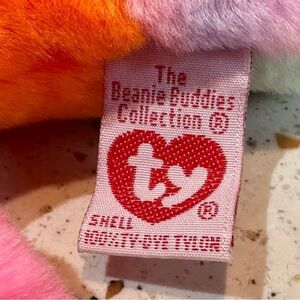 The
Beanie Buddies
Collection ®
ty ®
SHELL
100% TY-DYE TYLON